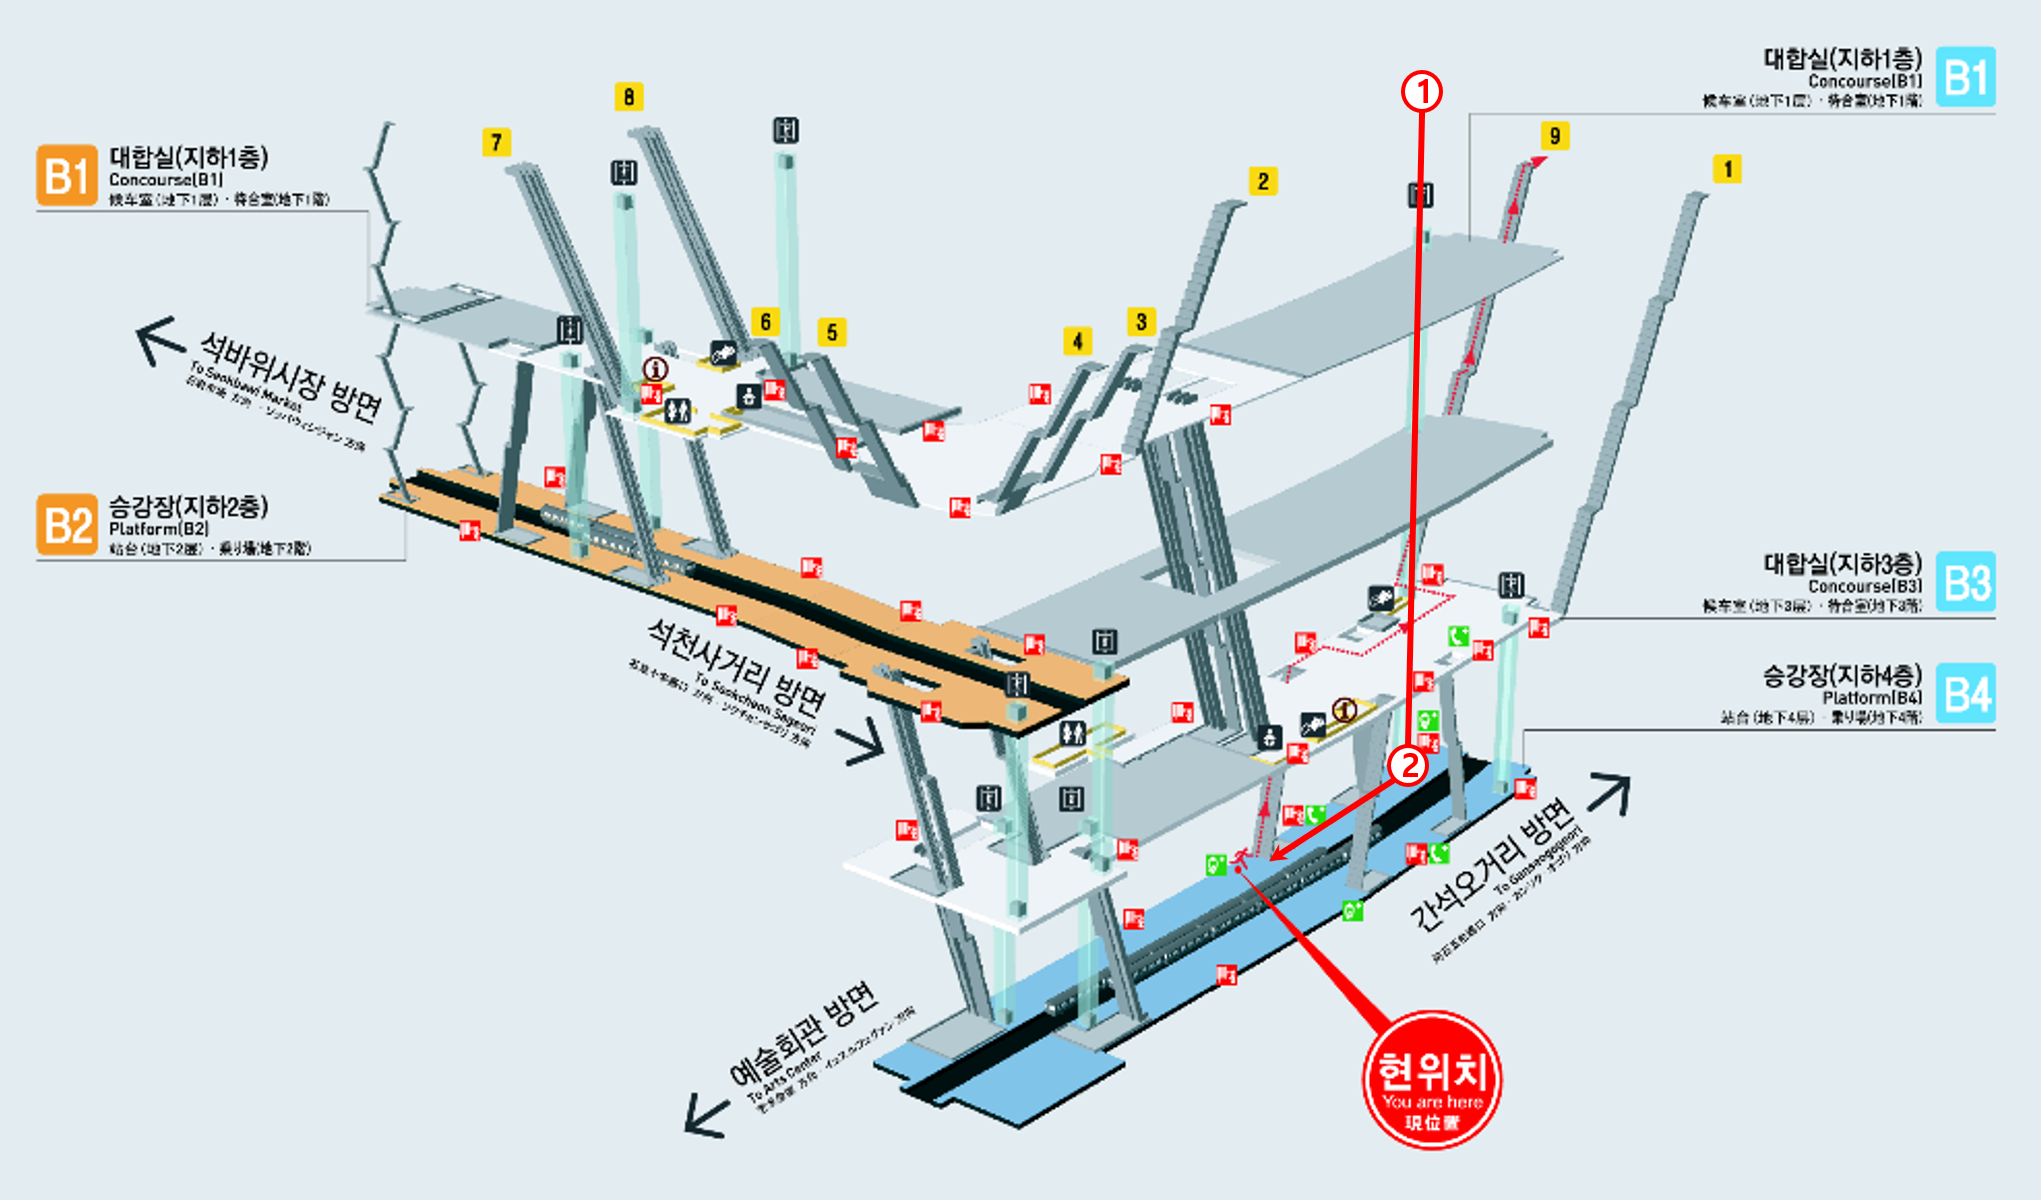 대합실(지하1층)
Concourse(B1)
候车室(地下1层)・待合室(地下1階)
B1
1
8
9
7
1
2
B1
대합실(지하1층)
Concourse(B1)
候车室(地下1层)・待合室(地下1階)
6
5
3
4
석바위시장 방면
To Seokbawi Market
B2
승강장(지하2층)
Platform(B2)
站台(地下2层)・乗り場(地下2階)
대합실(지하3층)
Concourse(B3)
候车室(地下3层)・待合室(地下3階)
B3
석천사거리 방면
To Seokcheon Sageori
승강장(지하4층)
Platform(B4)
站台(地下4层)・乗り場(地下4階)
B4
2
간석오거리 방면
To Ganseogogeori
예술회관 방면
To Arts Center
현위치
You are here
現位置